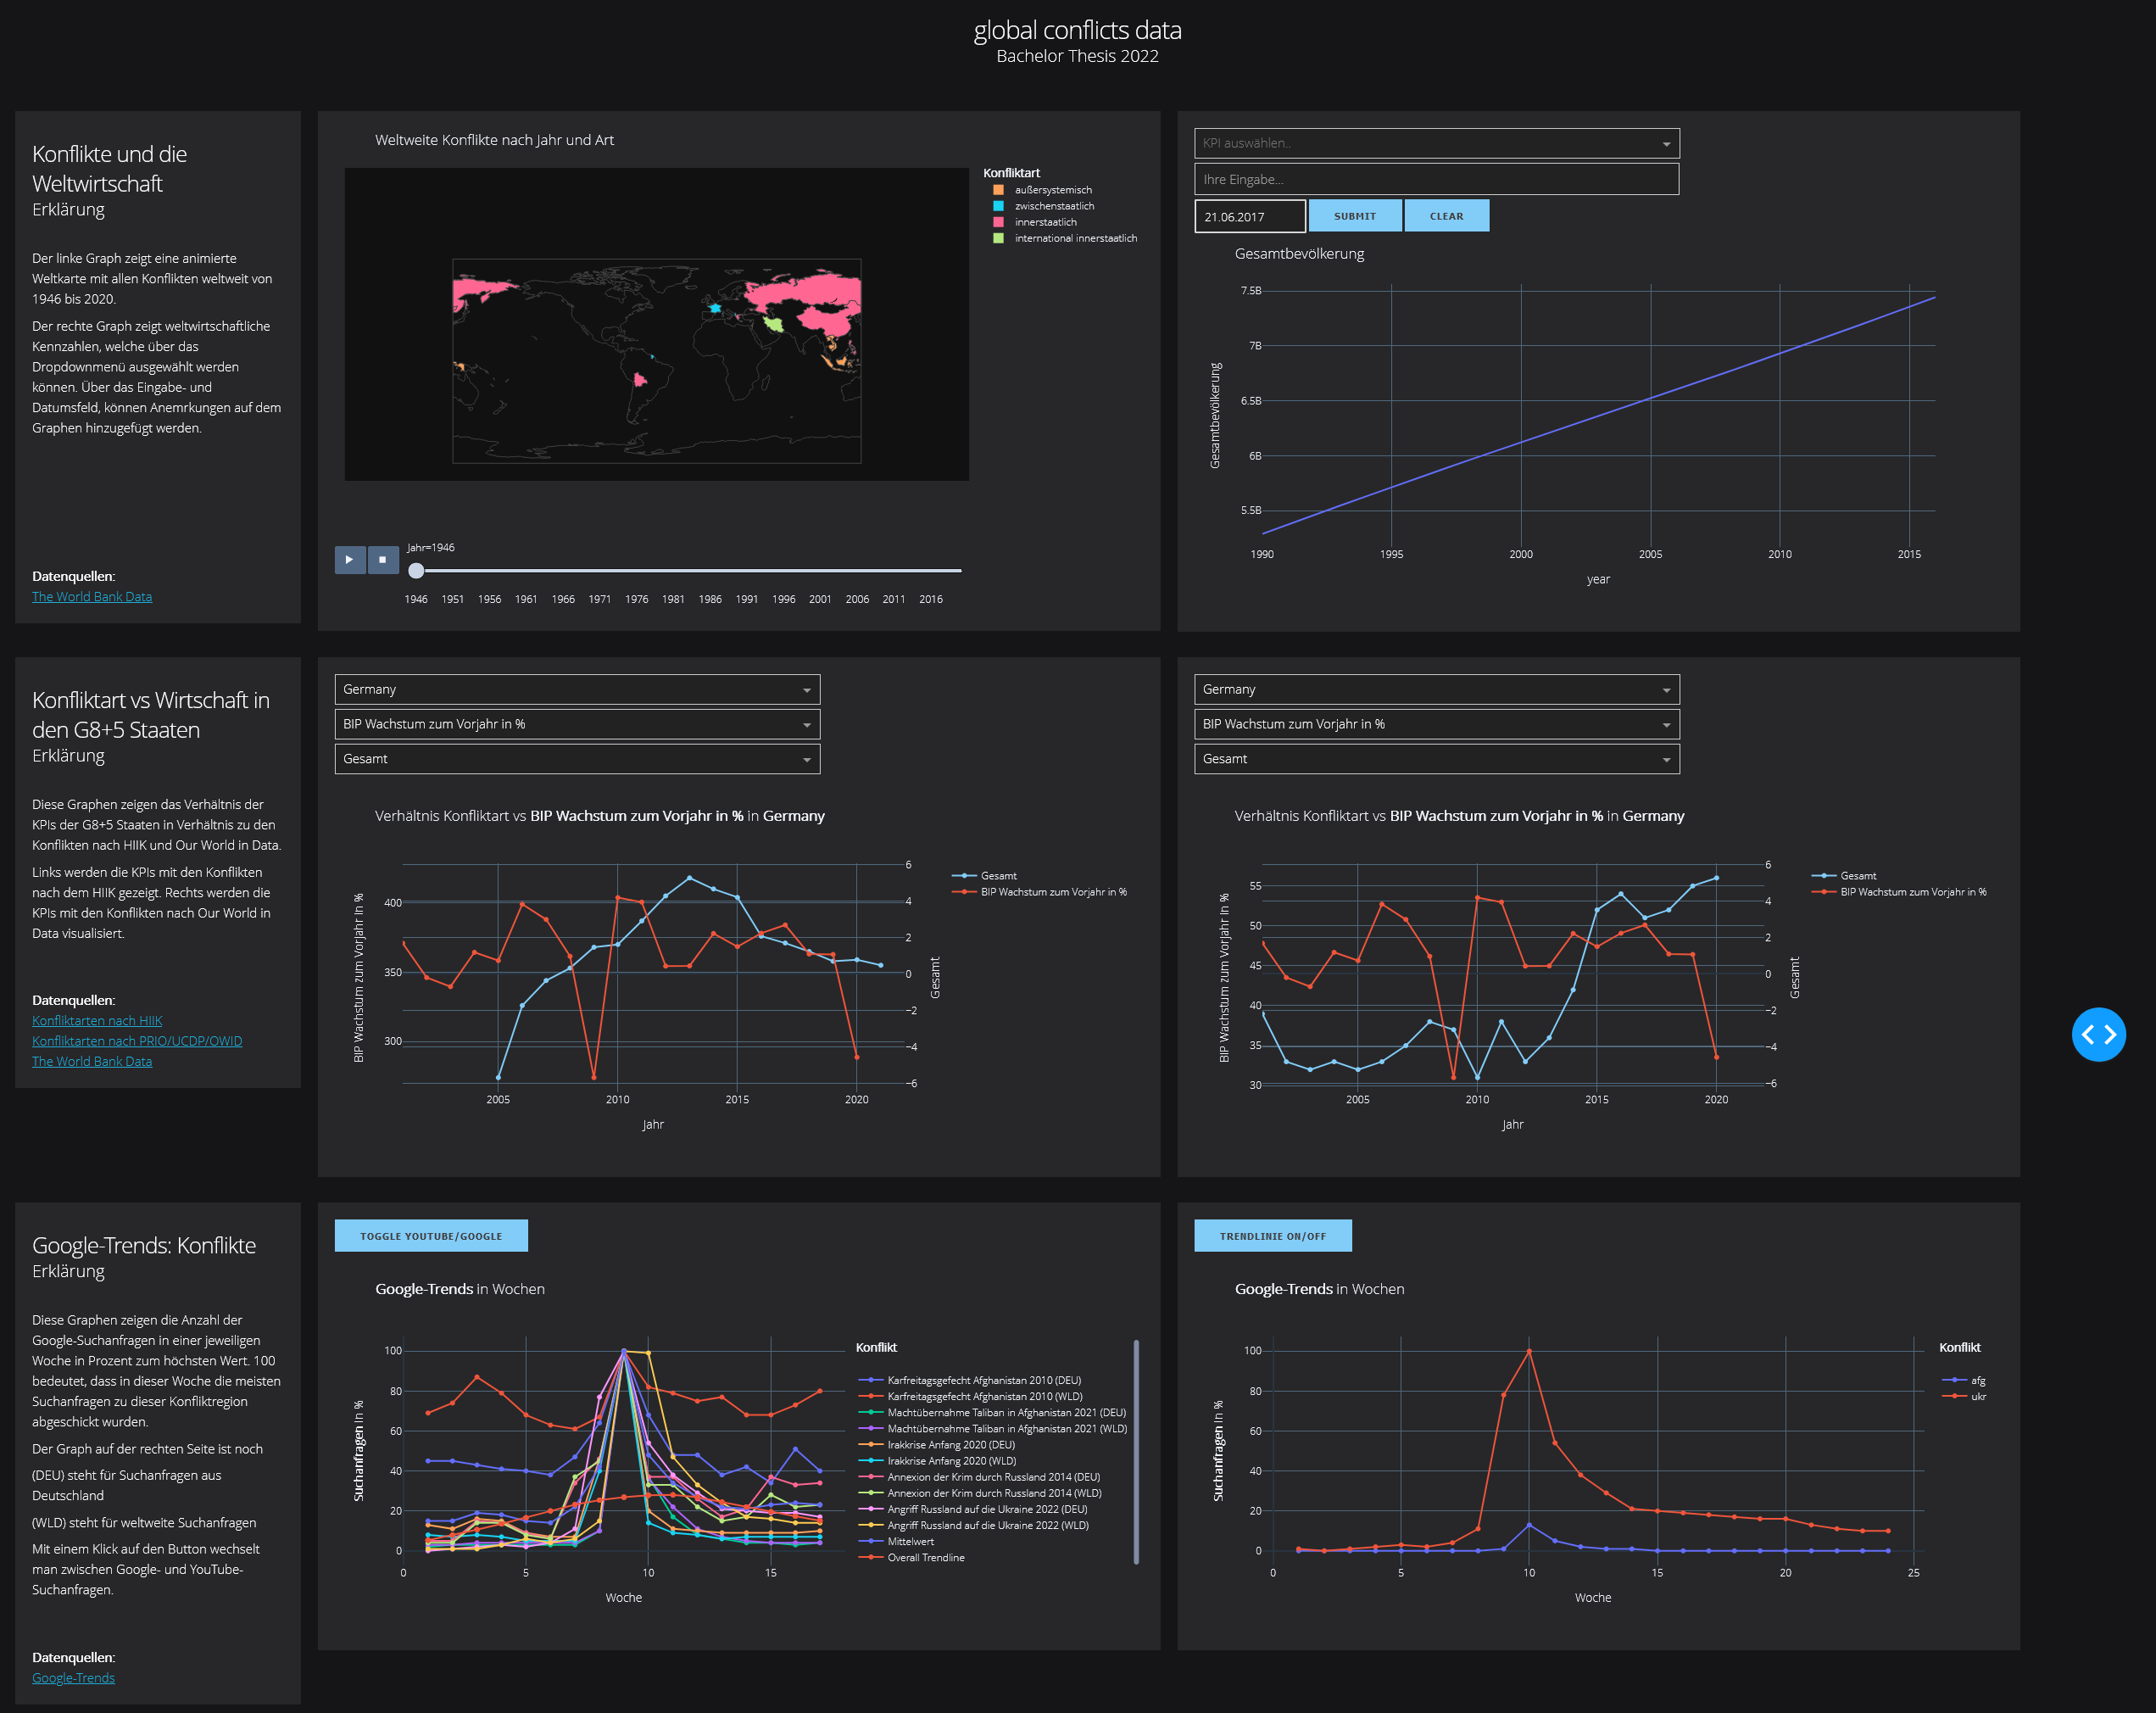 global conflicts data
Bachelor Thesis 2022
Konflikte und die
Weltwirtschaft
Erklärung
Der linke Graph zeigt eine animierte
Weltkarte mit allen Konflikten weltweit von
1946 bis 2020.
Der rechte Graph zeigt weltwirtschaftliche
Kennzahlen, welche über das
Dropdownmenü ausgewählt werden
können. Über das Eingabe- und
Datumsfeld, können Anemrkungen auf dem
Graphen hinzugefügt werden.
Datenquellen:
The World Bank Data
Weltweite Konflikte nach Jahr und Art
Konfliktart
außersystemisch
zwischenstaatlich
innerstaatlich
international innerstaatlich
Jahr=1946
1946 1951 1956 1961 1966 1971 1976 1981 1986 1991 1996 2001 2006 2011 2016
KPI auswählen..
Ihre Eingabe...
21.06.2017 SUBMIT CLEAR
Gesamtbevölkerung
7.5B
7B
6.5B
6B
5.5B
Gesamtbevölkerung
1990 1995 2000 2005 2010 2015
year
Konfliktart vs Wirtschaft in
den G8+5 Staaten
Erklärung
Diese Graphen zeigen das Verhältnis der
KPIs der G8+5 Staaten in Verhältnis zu den
Konflikten nach HIIK und Our World in Data.
Links werden die KPIs mit den Konflikten
nach dem HIIK gezeigt. Rechts werden die
KPIs mit den Konflikten nach Our World in
Data visualisiert.
Datenquellen:
Konfliktarten nach HIIK
Konfliktarten nach PRIO/UCDP/OWID
The World Bank Data
Germany
BIP Wachstum zum Vorjahr in %
Gesamt
Verhältnis Konfliktart vs BIP Wachstum zum Vorjahr in % in Germany
BIP Wachstum zum Vorjahr in %
400
350
300
6
4
2
0
−2
−4
−6
Gesamt
Gesamt
BIP Wachstum zum Vorjahr in %
2005 2010 2015 2020
Jahr
Germany
BIP Wachstum zum Vorjahr in %
Gesamt
Verhältnis Konfliktart vs BIP Wachstum zum Vorjahr in % in Germany
BIP Wachstum zum Vorjahr in %
55
50
45
40
35
30
6
4
2
0
−2
−4
−6
Gesamt
Gesamt
BIP Wachstum zum Vorjahr in %
2005 2010 2015 2020
Jahr
Google-Trends: Konflikte
Erklärung
Diese Graphen zeigen die Anzahl der
Google-Suchanfragen in einer jeweiligen
Woche in Prozent zum höchsten Wert. 100
bedeutet, dass in dieser Woche die meisten
Suchanfragen zu dieser Konfliktregion
abgeschickt wurden.
Der Graph auf der rechten Seite ist noch
(DEU) steht für Suchanfragen aus
Deutschland
(WLD) steht für weltweite Suchanfragen
Mit einem Klick auf den Button wechselt
man zwischen Google- und YouTube-
Suchanfragen.
Datenquellen:
Google-Trends
TOGGLE YOUTUBE/GOOGLE
Google-Trends in Wochen
Suchanfragen in %
100
80
60
40
20
0
0 5 10 15
Woche
Konflikt
Karfreitagsgefecht Afghanistan 2010 (DEU)
Karfreitagsgefecht Afghanistan 2010 (WLD)
Machtübernahme Taliban in Afghanistan 2021 (DEU)
Machtübernahme Taliban in Afghanistan 2021 (WLD)
Irakkrise Anfang 2020 (DEU)
Irakkrise Anfang 2020 (WLD)
Annexion der Krim durch Russland 2014 (DEU)
Annexion der Krim durch Russland 2014 (WLD)
Angriff Russland auf die Ukraine 2022 (DEU)
Angriff Russland auf die Ukraine 2022 (WLD)
Mittelwert
Overall Trendline
TRENDLINIE ON/OFF
Google-Trends in Wochen
Suchanfragen in %
100
80
60
40
20
0
0 5 10 15 20 25
Woche
Konflikt
afg
ukr